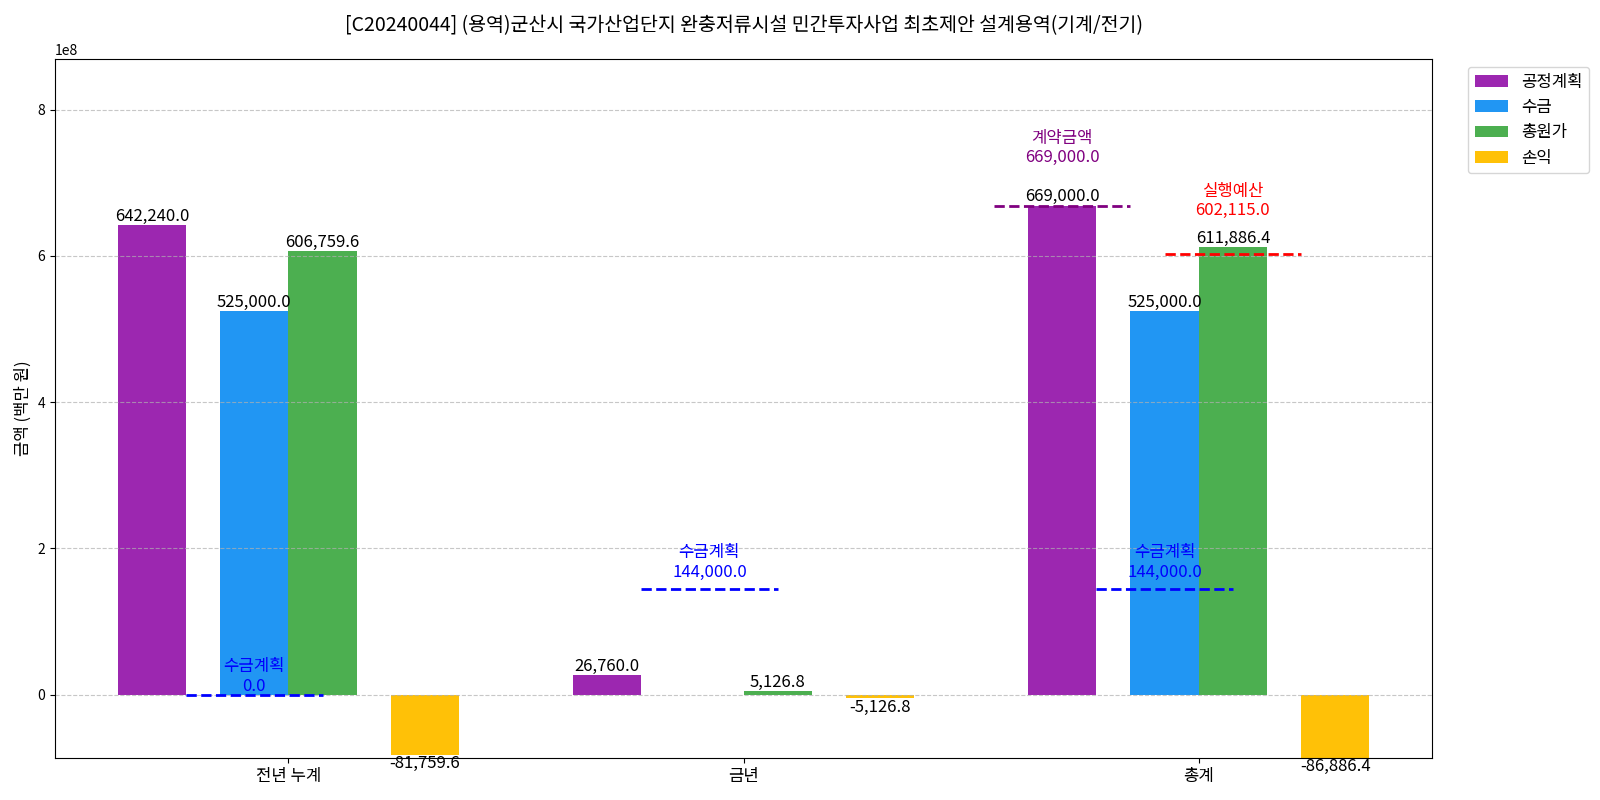 [C20240044] (용역)군산시 국가산업단지 완충저류시설 민간투자사업 최초제안 설계용역(기계/전기)
1e8
8
6
4
2
0
금액 (백만 원)
공정계획
수금
총원가
손익
계약금액
669,000.0
669,000.0
실행예산
602,115.0
611,886.4
642,240.0
606,759.6
525,000.0
525,000.0
수금계획
144,000.0
수금계획
144,000.0
수금계획
0.0
26,760.0
5,126.8
-5,126.8
-81,759.6
-86,886.4
전년 누계
금년
총계